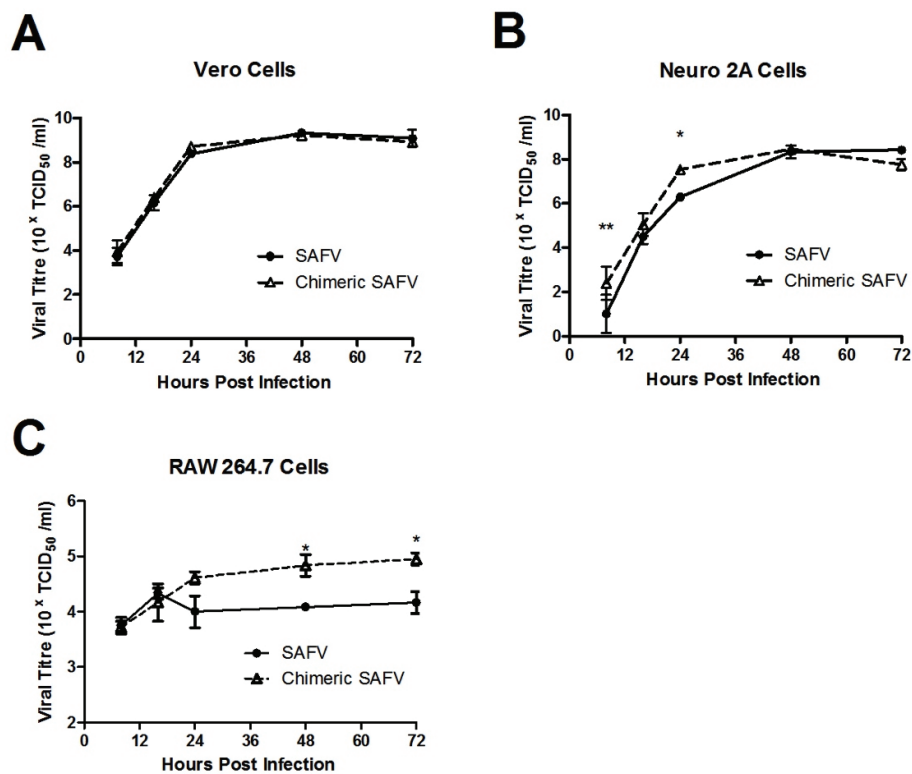 A
Vero Cells
Viral Titre (10 ^x TCID₅₀ /ml)
10
8
6
4
2
0
SAFV
Chimeric SAFV
0 12 24 36 48 60 72
Hours Post Infection
B
Neuro 2A Cells
Viral Titre (10 ^x TCID₅₀ /ml)
10
8
6
4
2
0
**
*
SAFV
Chimeric SAFV
0 12 24 36 48 60 72
Hours Post Infection
C
RAW 264.7 Cells
Viral Titre (10 ^x TCID₅₀ /ml)
6
5
4
3
2
*
*
SAFV
Chimeric SAFV
0 12 24 36 48 60 72
Hours Post Infection